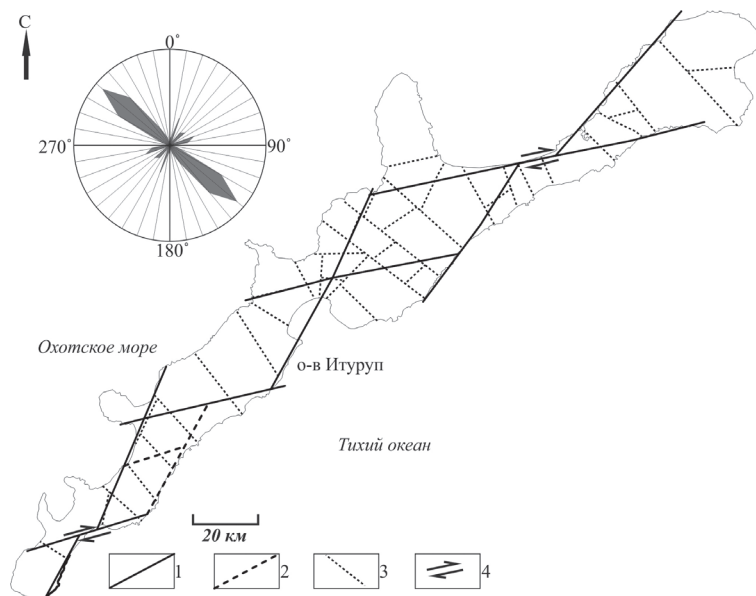 С
0°
270°
90°
180°
Охотское море
о-в Итуруп
Тихий океан
20 км
1
2
3
4